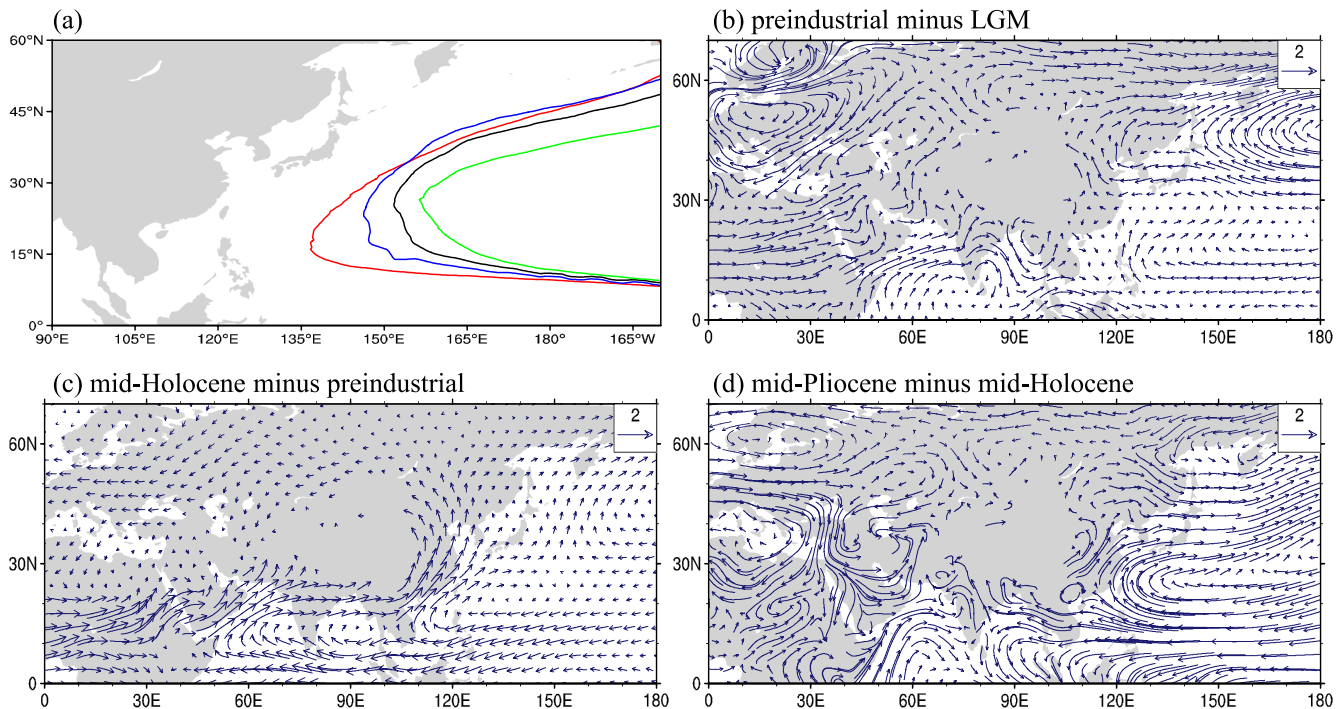 (a)
60°N
45°N
30°N
15°N
0°
90°E 105°E 120°E 135°E 150°E 165°E 180° 165°W
(b) preindustrial minus LGM
2
60N
30N
0
0 30E 60E 90E 120E 150E 180
(c) mid-Holocene minus preindustrial
2
60N
30N
0
0 30E 60E 90E 120E 150E 180
(d) mid-Pliocene minus mid-Holocene
2
60N
30N
0
0 30E 60E 90E 120E 150E 180